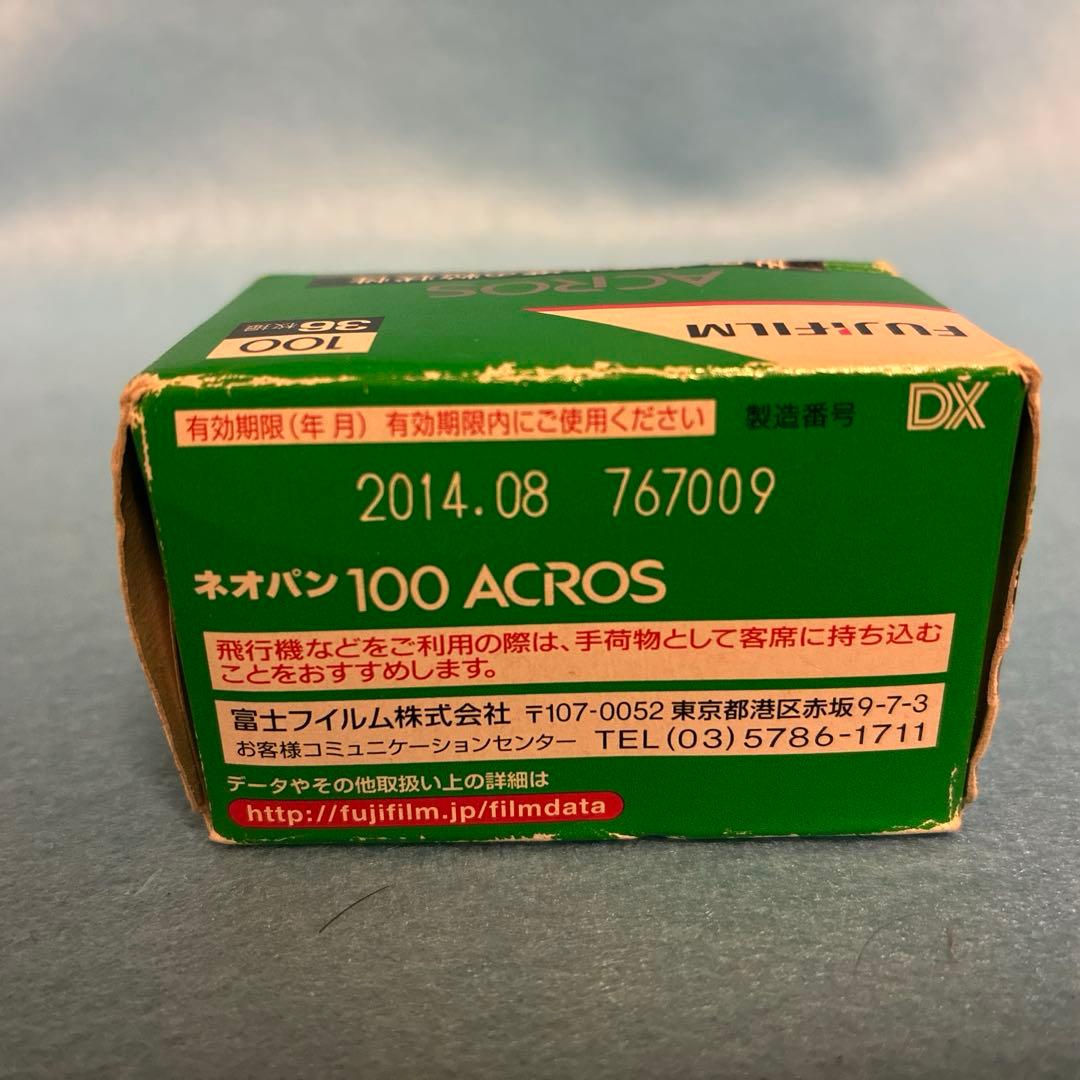 ACROS
FUJIFILM
100
36枚撮
有効期限(年月) 有効期限内にご使用ください
製造番号
DX
2014.08 767009
ネオパン 100 ACROS
飛行機などをご利用の際は、手荷物として客席に持ち込む
ことをおすすめします。
富士フイルム株式会社 〒107-0052 東京都港区赤坂9-7-3
お客様コミュニケーションセンター TEL(03)5786-1711
データやその他取扱い上の詳細は
http://fujifilm.jp/filmdata